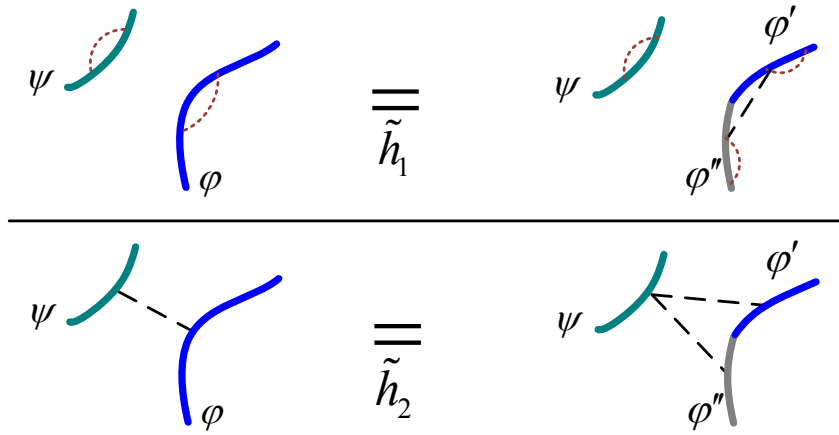 ψ φ = h̃₁ ψ φ′ φ″
ψ φ = h̃₂ ψ φ′ φ″